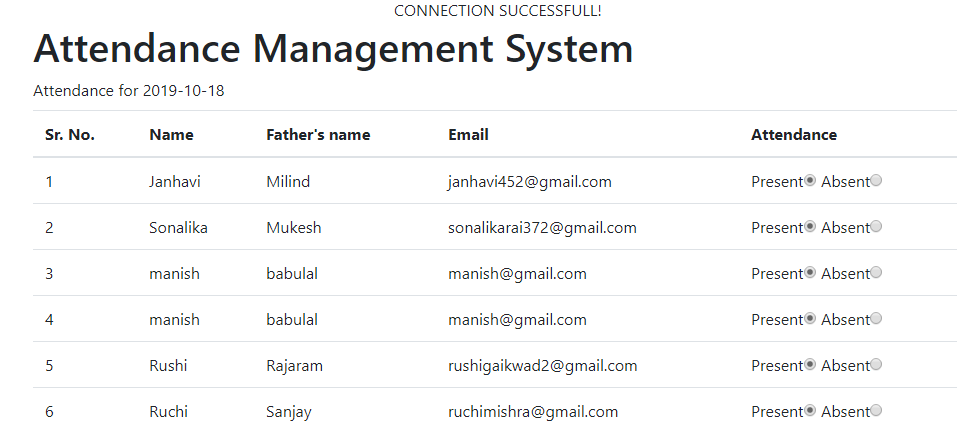 CONNECTION SUCCESSFULL!
Attendance Management System
Attendance for 2019-10-18
Sr. No. Name Father's name Email Attendance
1 Janhavi Milind janhavi452@gmail.com Present Absent
2 Sonalika Mukesh sonalikarai372@gmail.com Present Absent
3 manish babulal manish@gmail.com Present Absent
4 manish babulal manish@gmail.com Present Absent
5 Rushi Rajaram rushigaikwad2@gmail.com Present Absent
6 Ruchi Sanjay ruchimishra@gmail.com Present Absent